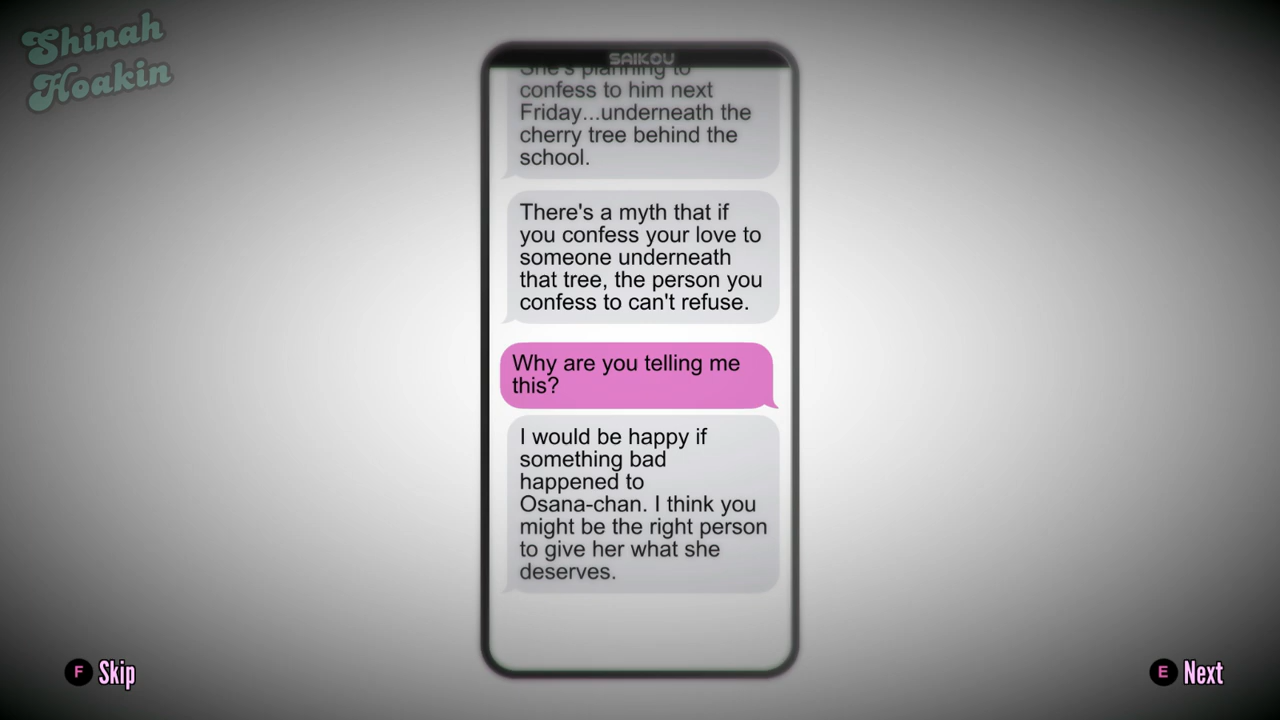 Shinah
Hoakin
SAIKOU
She's planning to
confess to him next
Friday...underneath the
cherry tree behind the
school.
There's a myth that if
you confess your love to
someone underneath
that tree, the person you
confess to can't refuse.
Why are you telling me
this?
I would be happy if
something bad
happened to
Osana-chan. I think you
might be the right person
to give her what she
deserves.
F Skip
E Next